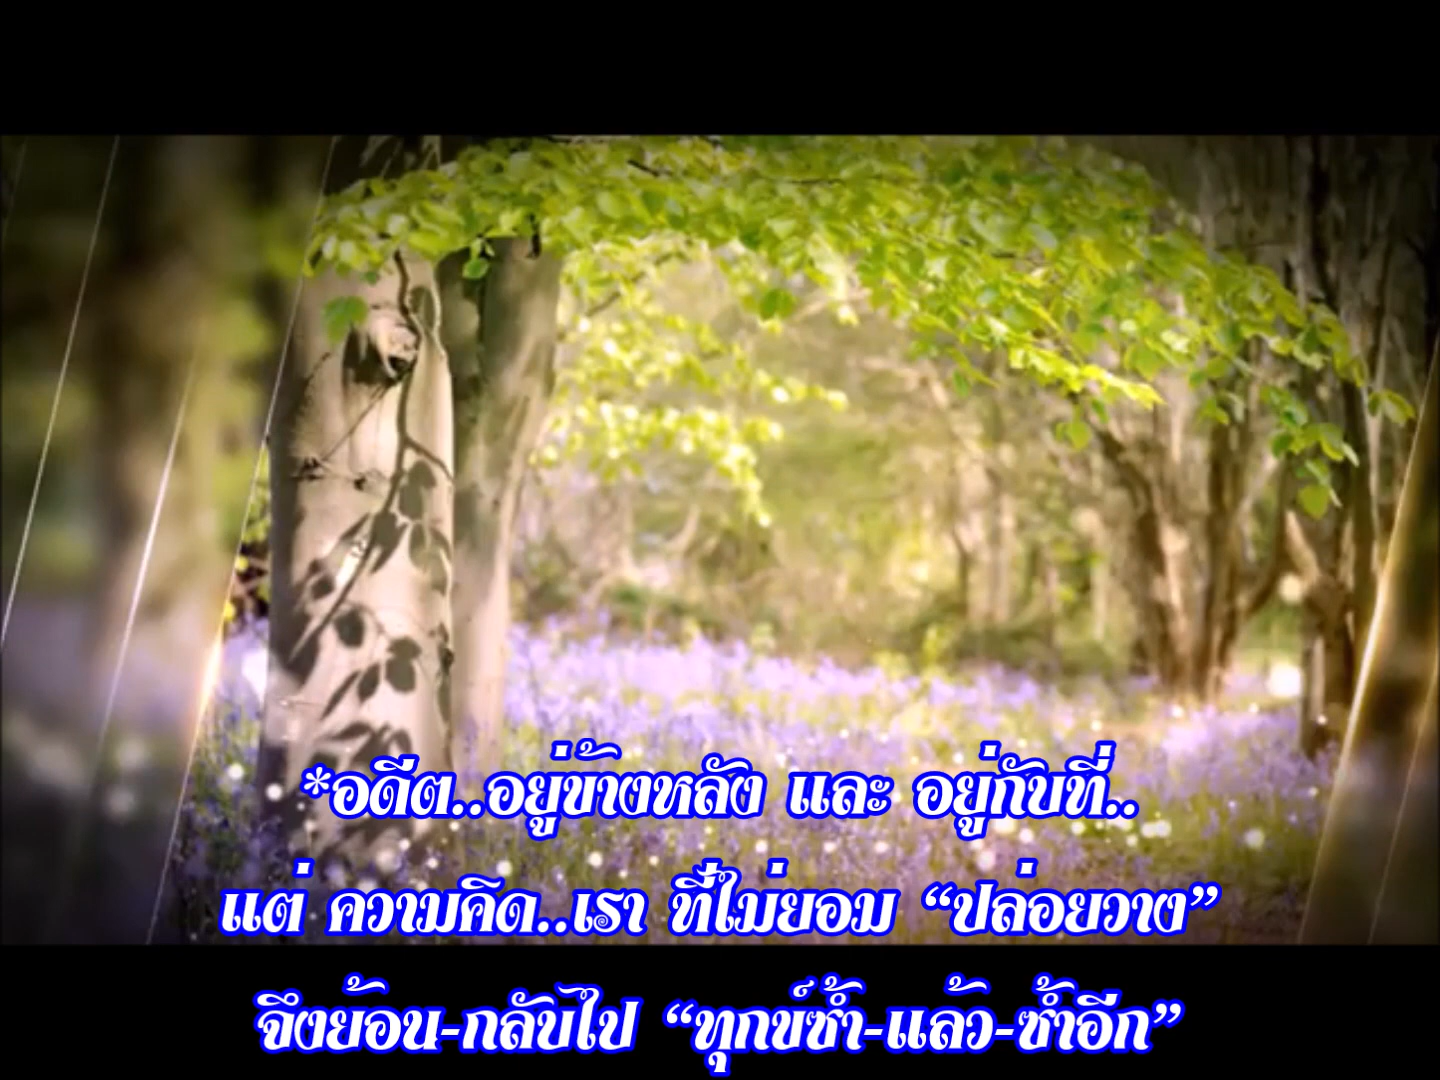 *อดีต..อยู่ข้างหลัง และ อยู่กับที่..
แต่ ความคิด..เรา ที่ไม่ยอม “ปล่อยวาง”
จึงย้อน-กลับไป “ทุกข์ซ้ำ-แล้ว-ซ้ำอีก”